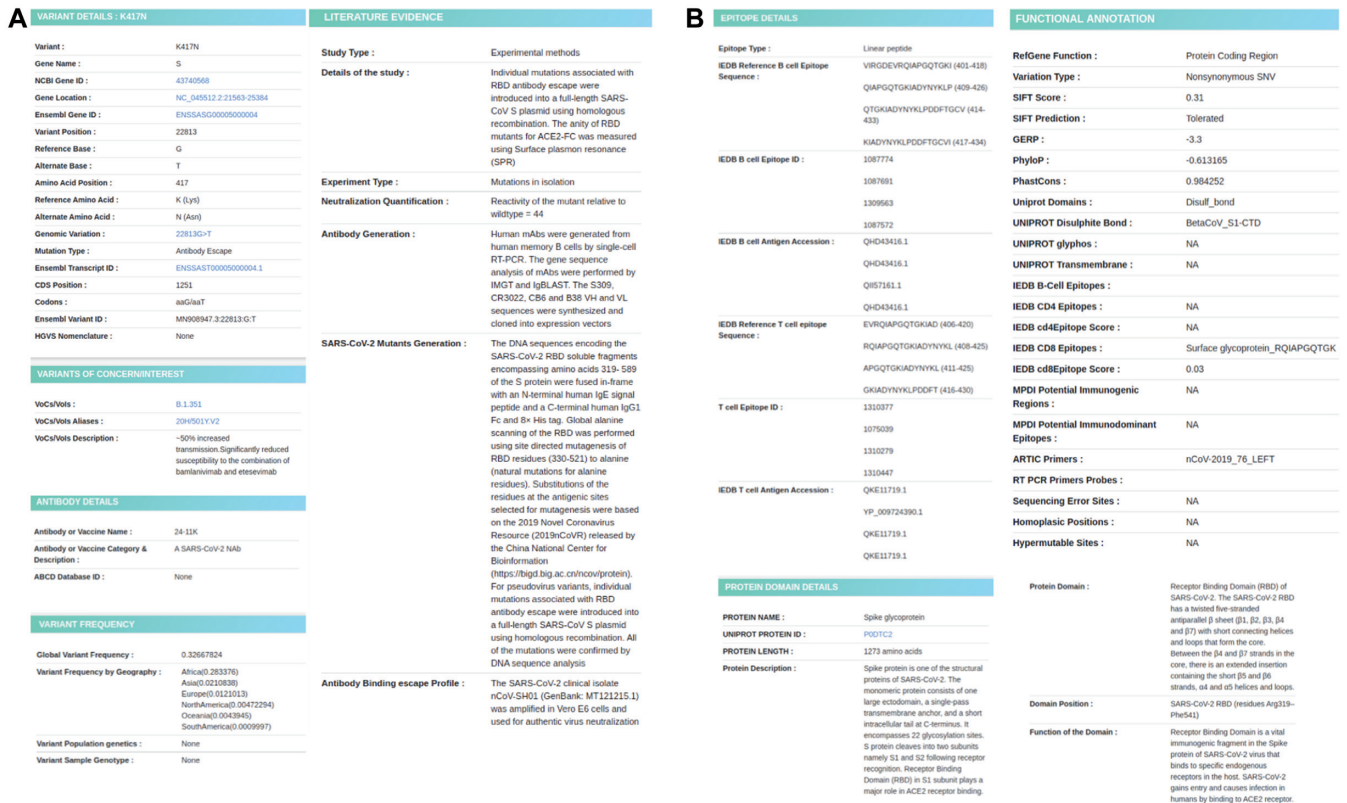 A
VARIANT DETAILS : K417N
Variant : K417N
Gene Name : S
NCBI Gene ID : 43740568
Gene Location : NC_045512.2:21563-25384
Ensembl Gene ID : ENSSASG00005000004
Variant Position : 22813
Reference Base : G
Alternate Base : T
Amino Acid Position : 417
Reference Amino Acid : K (Lys)
Alternate Amino Acid : N (Asn)
Genomic Variation : 22813G>T
Mutation Type : Antibody Escape
Ensembl Transcript ID : ENSSAST00005000004.1
CDS Position : 1251
Codons : aaG/aaT
Ensembl Variant ID : MN908947.3:22813:G:T
HGVS Nomenclature : None
VARIANTS OF CONCERN/INTEREST
VoCs/VoIs : B.1.351
VoCs/VoIs Aliases : 20H/501Y.V2
VoCs/VoIs Description : ~50% increased
transmission.Significantly reduced
susceptibility to the combination of
bamlanivimab and etesevimab
ANTIBODY DETAILS
Antibody or Vaccine Name : 24-11K
Antibody or Vaccine Category & A SARS-CoV-2 NAb
Description :
ABCD Database ID : None
VARIANT FREQUENCY
Global Variant Frequency : 0.32667824
Variant Frequency by Geography : Africa(0.283376)
Asia(0.0210838)
Europe(0.0121013)
NorthAmerica(0.00472294)
Oceania(0.0043945)
SouthAmerica(0.0009997)
Variant Population genetics : None
Variant Sample Genotype : None
LITERATURE EVIDENCE
Study Type : Experimental methods
Details of the study : Individual mutations associated with
RBD antibody escape were
introduced into a full-length SARS-
CoV S plasmid using homologous
recombination. The anity of RBD
mutants for ACE2-FC was measured
using Surface plasmon resonance
(SPR)
Experiment Type : Mutations in isolation
Neutralization Quantification : Reactivity of the mutant relative to
wildtype = 44
Antibody Generation : Human mAbs were generated from
human memory B cells by single-cell
RT-PCR. The gene sequence
analysis of mAbs were performed by
IMGT and IgBLAST. The S309,
CR3022, CB6 and B38 VH and VL
sequences were synthesized and
cloned into expression vectors
SARS-CoV-2 Mutants Generation : The DNA sequences encoding the
SARS-CoV-2 RBD soluble fragments
encompassing amino acids 319- 589
of the S protein were fused in-frame
with an N-terminal human IgE signal
peptide and a C-terminal human IgG1
Fc and 8× His tag. Global alanine
scanning of the RBD was performed
using site directed mutagenesis of
RBD residues (330-521) to alanine
(natural mutations for alanine
residues). Substitutions of the
residues at the antigenic sites
selected for mutagenesis were based
on the 2019 Novel Coronavirus
Resource (2019nCoVR) released by
the China National Center for
Bioinformation
(https://bigd.big.ac.cn/ncov/protein).
For pseudovirus variants, individual
mutations associated with RBD
antibody escape were introduced into
a full-length SARS-CoV S plasmid
using homologous recombination. All
of the mutations were confirmed by
DNA sequence analysis
Antibody Binding escape Profile : The SARS-CoV-2 clinical isolate
nCoV-SH01 (GenBank: MT121215.1)
was amplified in Vero E6 cells and
used for authentic virus neutralization
B
EPITOPE DETAILS
Epitope Type : Linear peptide
IEDB Reference B cell Epitope VIRGDEVRQIAPGQTGKI (401-418)
Sequence :
QIAPGQTGKIADYNYKLP (409-426)
QTGKIADYNYKLPDDFTGCV (414-
433)
KIADYNYKLPDDFTGCVI (417-434)
IEDB B cell Epitope ID : 1087774
1087691
1309563
1087572
IEDB B cell Antigen Accession : QHD43416.1
QHD43416.1
QII57161.1
QHD43416.1
IEDB Reference T cell epitope EVRQIAPGQTGKIAD (406-420)
Sequence :
RQIAPGQTGKIADYNYKL (408-425)
APGQTGKIADYNYKL (411-425)
GKIADYNYKLPDDFT (416-430)
T cell Epitope ID : 1310377
1075039
1310279
1310447
IEDB T cell Antigen Accession : QKE11719.1
YP_009724390.1
QKE11719.1
QKE11719.1
PROTEIN DOMAIN DETAILS
PROTEIN NAME : Spike glycoprotein
UNIPROT PROTEIN ID : P0DTC2
PROTEIN LENGTH : 1273 amino acids
Protein Description : Spike protein is one of the structural
proteins of SARS-CoV-2. The
monomeric protein consists of one
large ectodomain, a single-pass
transmembrane anchor, and a short
intracellular tail at C-terminus. It
encompasses 22 glycosylation sites.
S protein cleaves into two subunits
namely S1 and S2 following receptor
recognition. Receptor Binding
Domain (RBD) in S1 subunit plays a
major role in ACE2 receptor binding.
FUNCTIONAL ANNOTATION
RefGene Function : Protein Coding Region
Variation Type : Nonsynonymous SNV
SIFT Score : 0.31
SIFT Prediction : Tolerated
GERP : -3.3
PhyloP : -0.613165
PhastCons : 0.984252
Uniprot Domains : Disulf_bond
UNIPROT Disulphite Bond : BetaCoV_S1-CTD
UNIPROT glyphos : NA
UNIPROT Transmembrane : NA
IEDB B-Cell Epitopes :
IEDB CD4 Epitopes : NA
IEDB cd4Epitope Score : NA
IEDB CD8 Epitopes : Surface glycoprotein_RQIAPGQTGK
IEDB cd8Epitope Score : 0.03
MPDI Potential Immunogenic NA
Regions :
MPDI Potential Immunodominant NA
Epitopes :
ARTIC Primers : nCoV-2019_76_LEFT
RT PCR Primers Probes :
Sequencing Error Sites : NA
Homoplasic Positions : NA
Hypermutable Sites : NA
Protein Domain : Receptor Binding Domain (RBD) of
SARS-CoV-2. The SARS-CoV-2 RBD
has a twisted five-stranded
antiparallel β sheet (β1, β2, β3, β4
and β7) with short connecting helices
and loops that form the core.
Between the β4 and β7 strands in the
core, there is an extended insertion
containing the short β5 and β6
strands, α4 and α5 helices and loops.
Domain Position : SARS-CoV-2 RBD (residues Arg319–
Phe541)
Function of the Domain : Receptor Binding Domain is a vital
immunogenic fragment in the Spike
protein of SARS-CoV-2 virus that
binds to specific endogenous
receptors in the host. SARS-CoV-2
gains entry and causes infection in
humans by binding to ACE2 receptor.